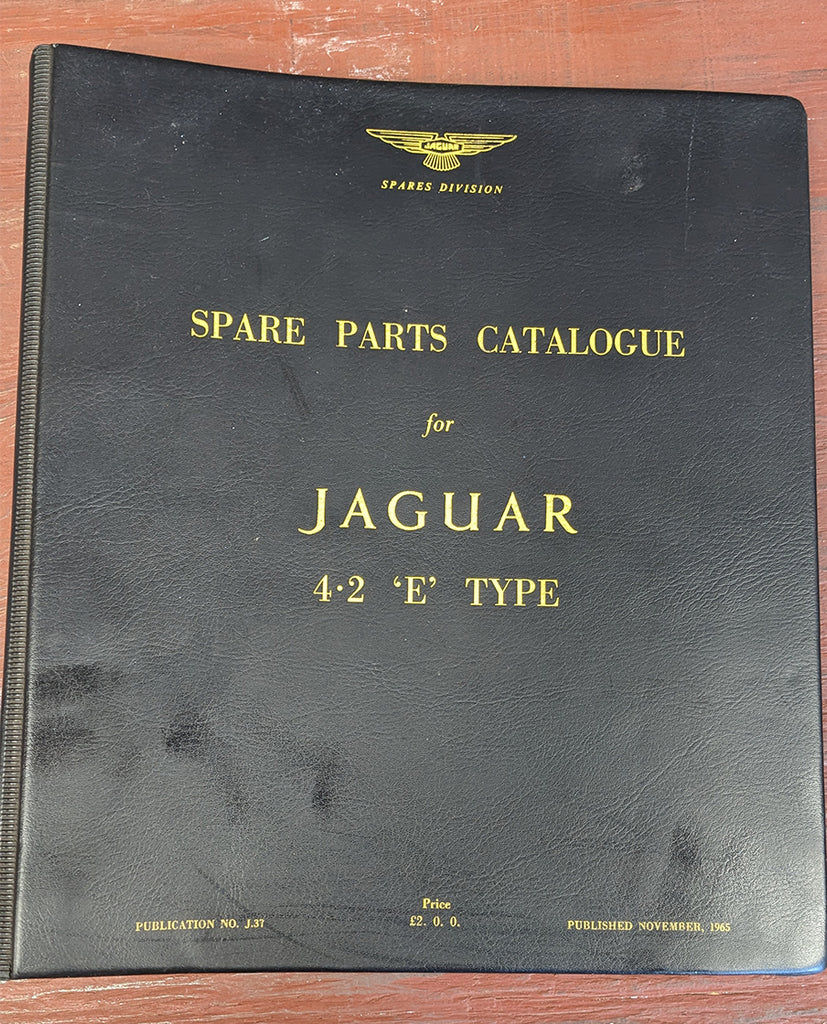 JAGUAR
SPARES DIVISION
SPARE PARTS CATALOGUE
for
JAGUAR
4·2 ‘E’ TYPE
Price
PUBLICATION NO. J.37 £2. 0. 0. PUBLISHED NOVEMBER, 1965